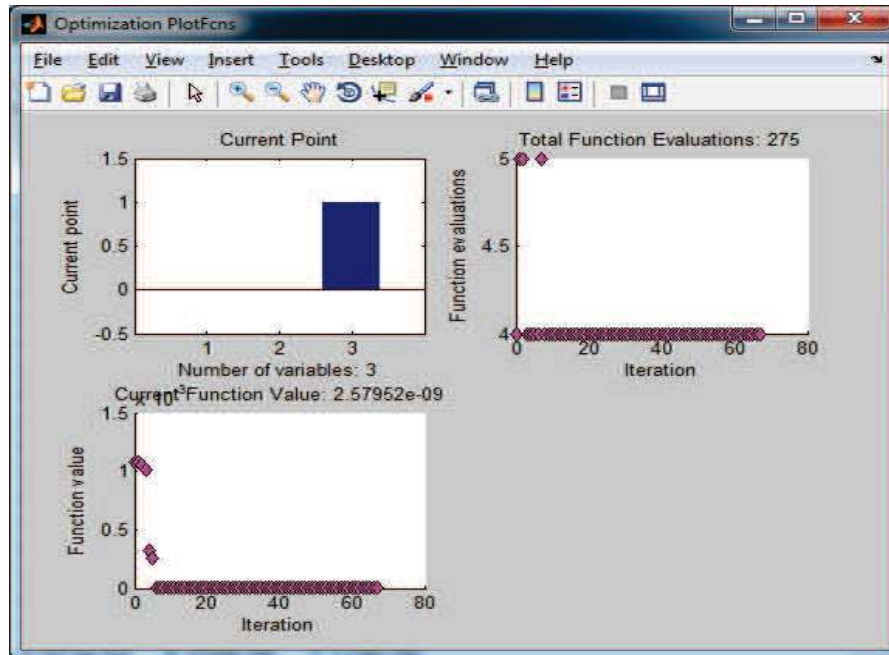 Optimization PlotFcns
File Edit View Insert Tools Desktop Window Help
Current Point
1.5
1
0.5
0
-0.5
Current point
1 2 3
Number of variables: 3
Total Function Evaluations: 275
5
4.5
4
Function evaluations
0 20 40 60 80
Iteration
Current Function Value: 2.57952e-09
x 10³
1.5
1
0.5
0
Function value
0 20 40 60 80
Iteration